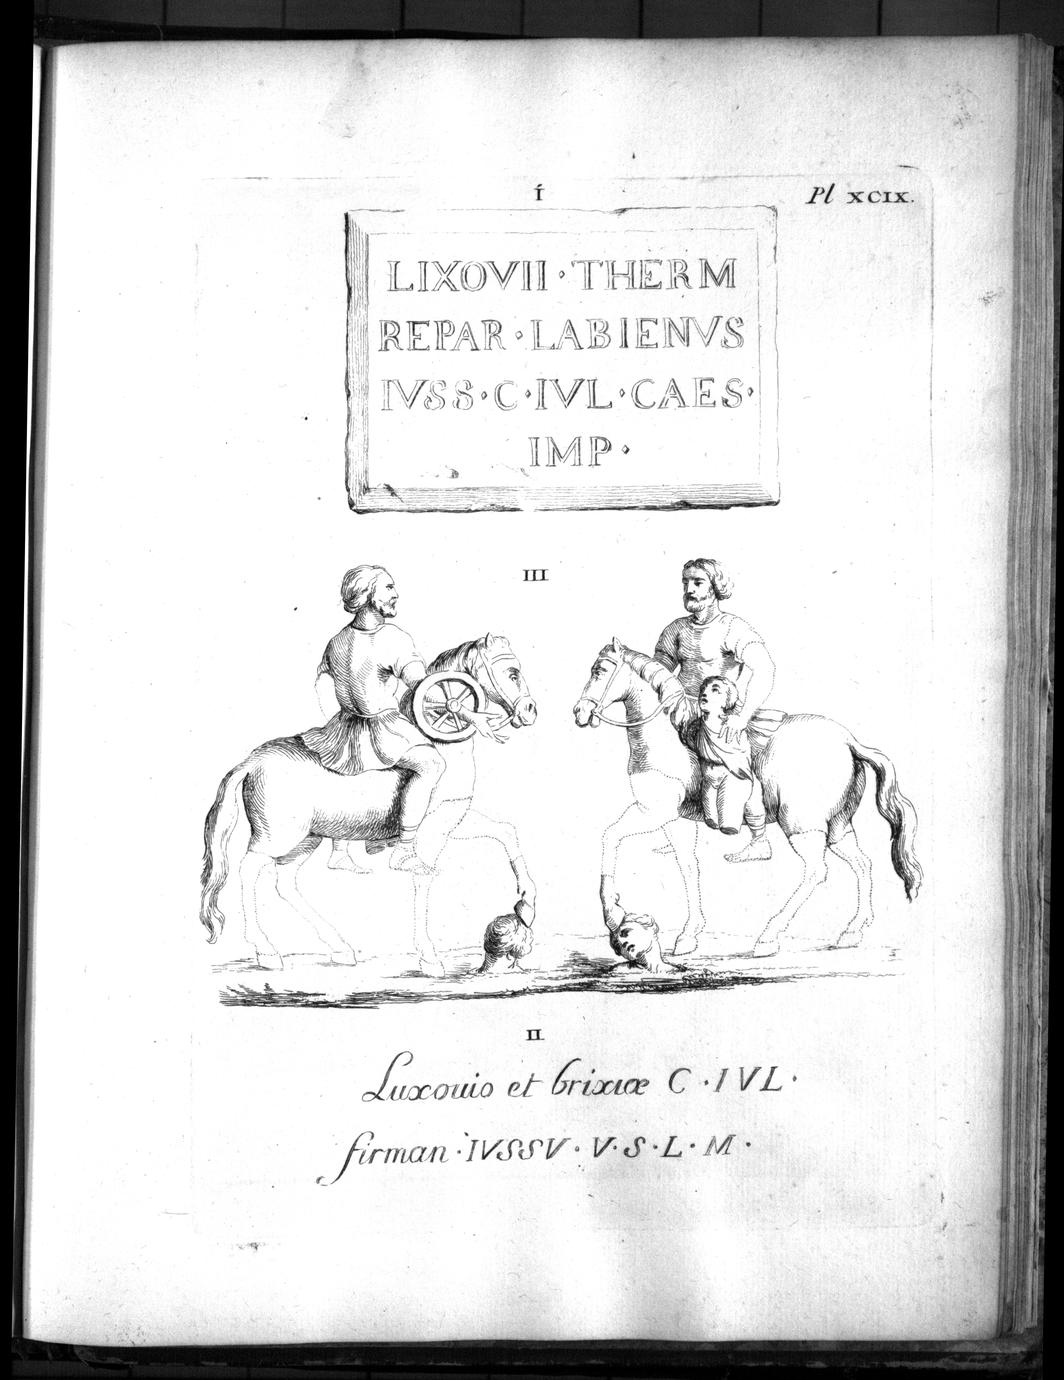 Pl XCIX.
I
LIXOVII · THERM
REPAR · LABIENVS
IVSS · C · IVL · CAES ·
IMP ·
III
II
Luxouio et brixiæ C · IVL ·
firman · IVSSV · V · S · L · M ·